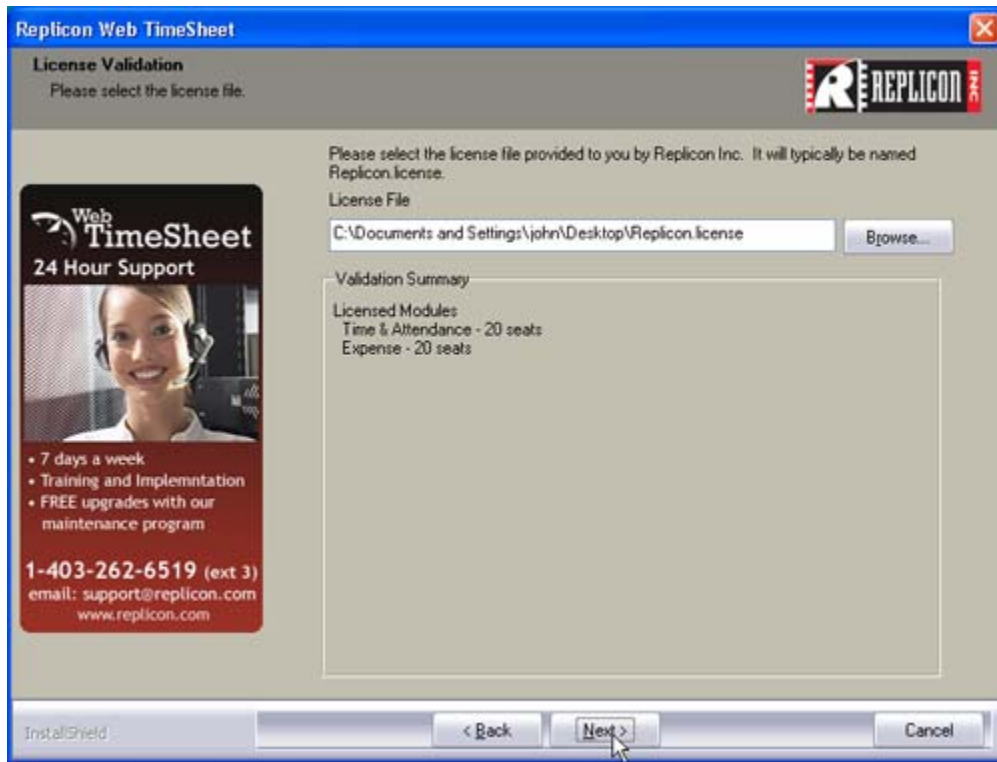 Replicon Web TimeSheet
License Validation
Please select the license file.
REPLICON INC
Please select the license file provided to you by Replicon Inc. It will typically be named
Replicon.license.
License File
C:\Documents and Settings\john\Desktop\Replicon.license
Browse...
Web
TimeSheet
24 Hour Support
• 7 days a week
• Training and Implemntation
• FREE upgrades with our
maintenance program
1-403-262-6519 (ext 3)
email: support@replicon.com
www.replicon.com
Validation Summary
Licensed Modules
Time & Attendance - 20 seats
Expense - 20 seats
InstallShield
< Back
Next >
Cancel